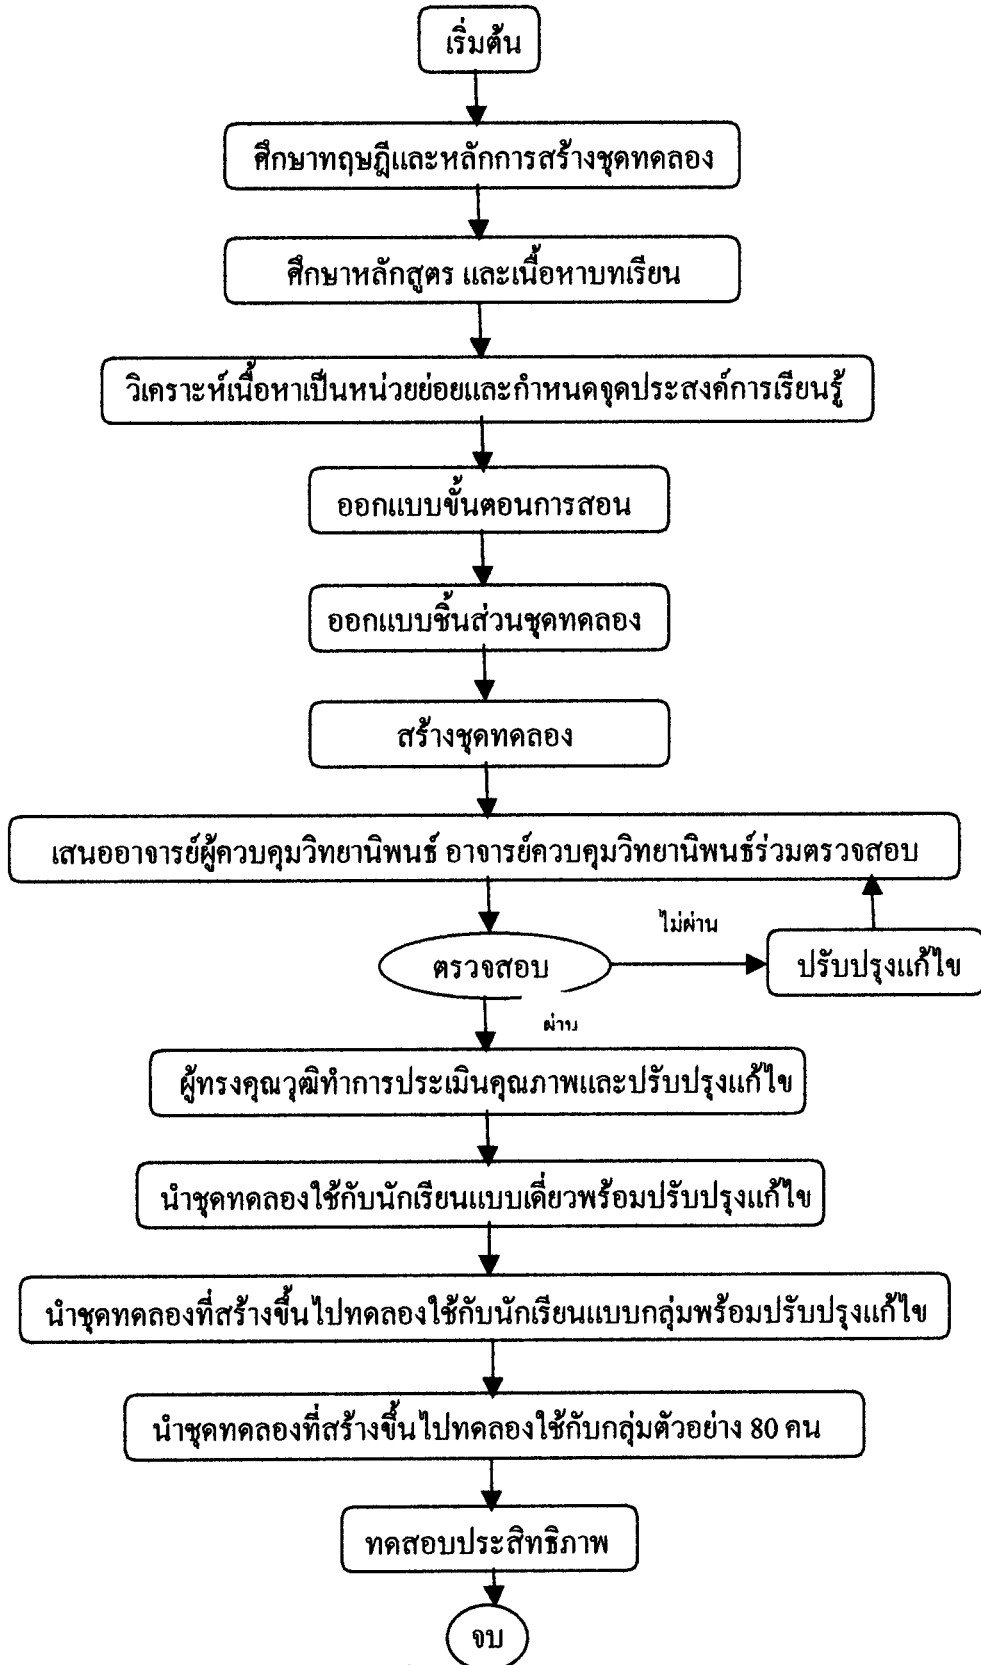 เริ่มต้น
ศึกษาทฤษฎีและหลักการสร้างชุดทดลอง
ศึกษาหลักสูตร และเนื้อหาบทเรียน
วิเคราะห์เนื้อหาเป็นหน่วยย่อยและกำหนดจุดประสงค์การเรียนรู้
ออกแบบขั้นตอนการสอน
ออกแบบชิ้นส่วนชุดทดลอง
สร้างชุดทดลอง
เสนออาจารย์ผู้ควบคุมวิทยานิพนธ์ อาจารย์ควบคุมวิทยานิพนธ์ร่วมตรวจสอบ
ไม่ผ่าน
ตรวจสอบ
ปรับปรุงแก้ไข
ผ่าน
ผู้ทรงคุณวุฒิทำการประเมินคุณภาพและปรับปรุงแก้ไข
นำชุดทดลองใช้กับนักเรียนแบบเดี่ยวพร้อมปรับปรุงแก้ไข
นำชุดทดลองที่สร้างขึ้นไปทดลองใช้กับนักเรียนแบบกลุ่มพร้อมปรับปรุงแก้ไข
นำชุดทดลองที่สร้างขึ้นไปทดลองใช้กับกลุ่มตัวอย่าง 80 คน
ทดสอบประสิทธิภาพ
จบ